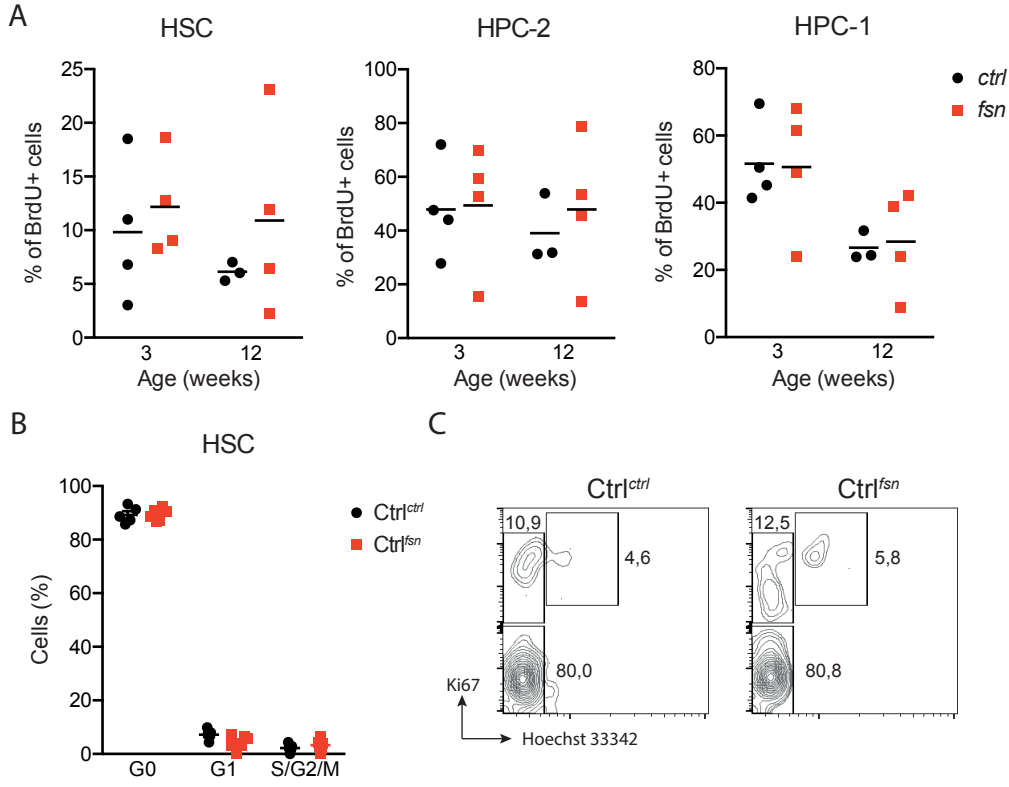 A
HSC
HPC-2
HPC-1
% of BrdU+ cells
25
20
15
10
5
0
3
12
Age (weeks)
% of BrdU+ cells
100
80
60
40
20
0
3
12
Age (weeks)
% of BrdU+ cells
80
60
40
20
0
3
12
Age (weeks)
ctrl
fsn
B
HSC
Cells (%)
100
80
60
40
20
0
G0
G1
S/G2/M
Ctrlctrl
Ctrlfsn
C
Ctrlctrl
10,9
4,6
80,0
Ctrlfsn
12,5
5,8
80,8
Ki67
Hoechst 33342